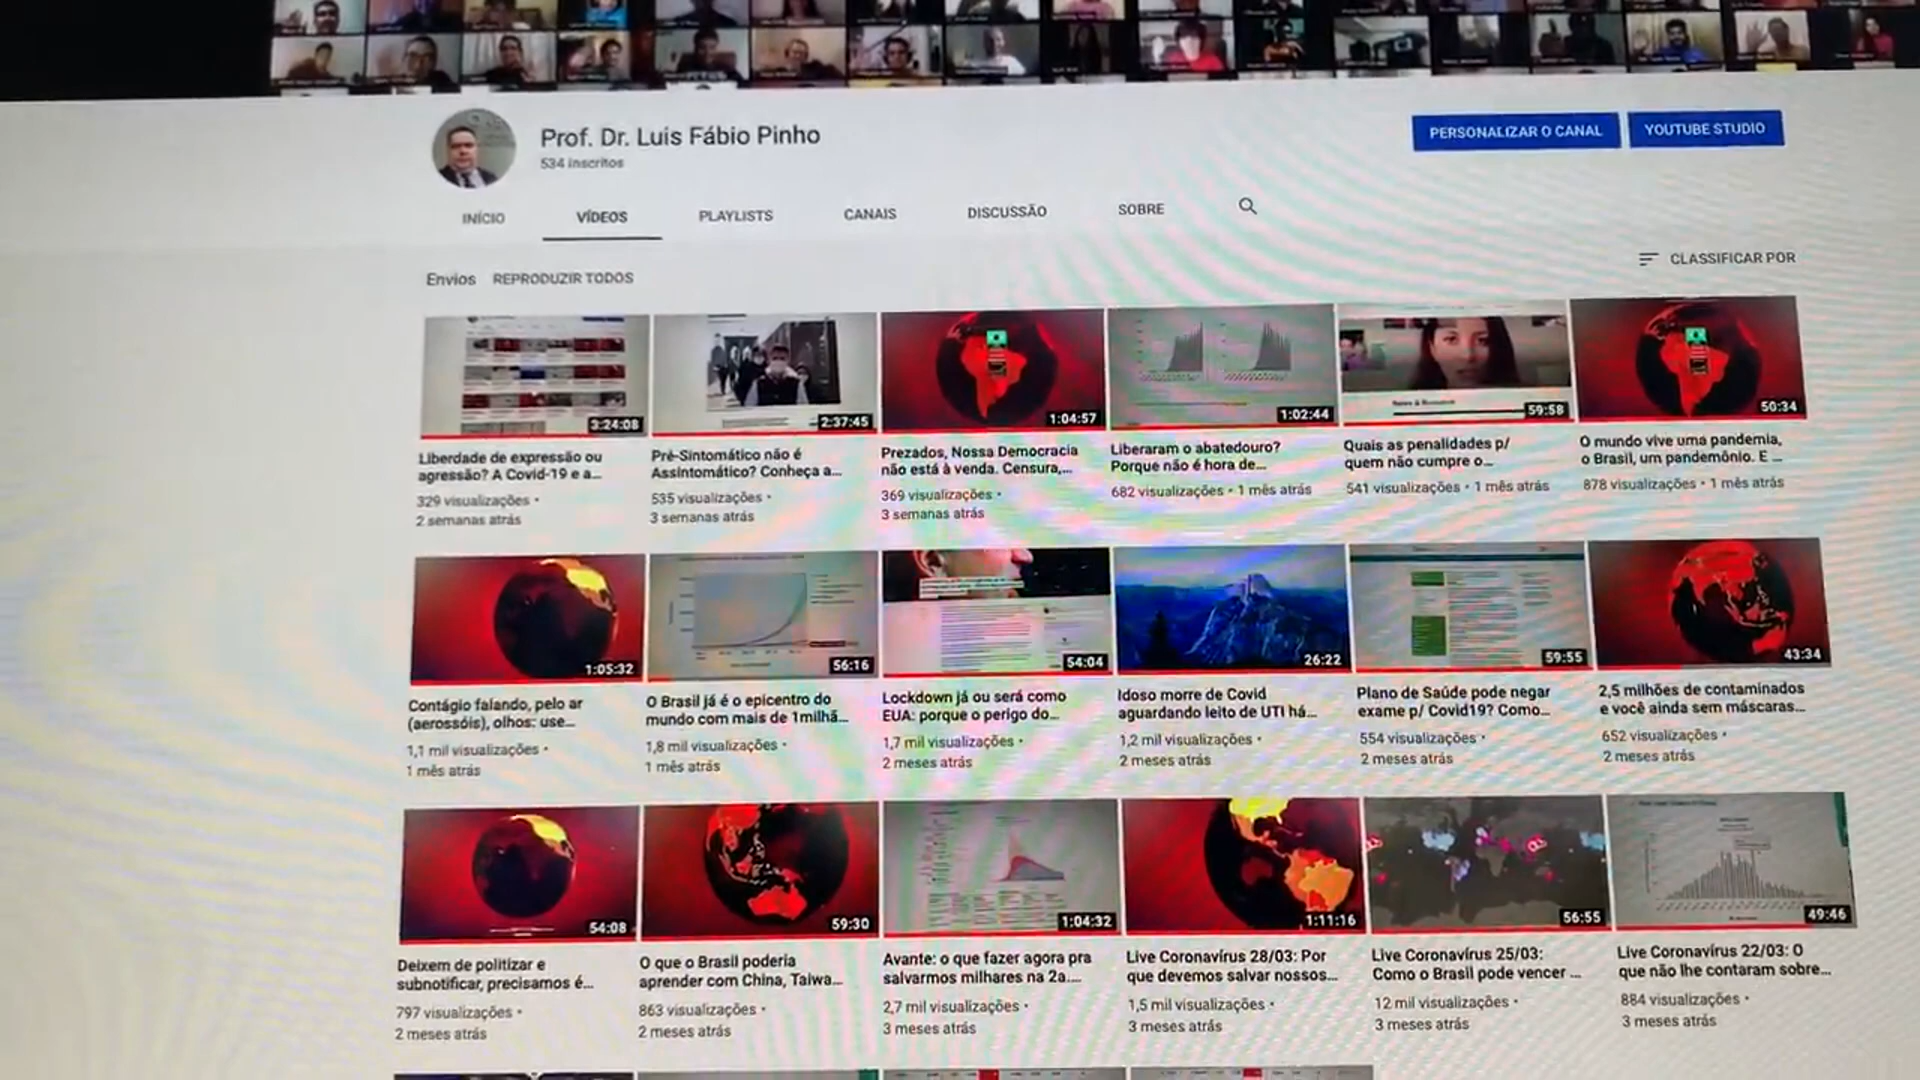 Prof. Dr. Luís Fábio Pinho
534 inscritos
PERSONALIZAR O CANAL
YOUTUBE STUDIO
INÍCIO
VÍDEOS
PLAYLISTS
CANAIS
DISCUSSÃO
SOBRE
Envios REPRODUZIR TODOS
CLASSIFICAR POR
3:24:08
Liberdade de expressão ou
agressão? A Covid-19 e a...
329 visualizações •
2 semanas atrás
2:37:45
Pré-Sintomático não é
Assintomático? Conheça a...
535 visualizações •
3 semanas atrás
1:04:57
Prezados, Nossa Democracia
não está à venda. Censura,...
369 visualizações •
3 semanas atrás
1:02:44
Liberaram o abatedouro?
Porque não é hora de...
682 visualizações • 1 mês atrás
59:58
Quais as penalidades p/
quem não cumpre o...
541 visualizações • 1 mês atrás
50:34
O mundo vive uma pandemia,
o Brasil, um pandemônio. E ...
878 visualizações • 1 mês atrás
1:05:32
Contágio falando, pelo ar
(aerossóis), olhos: use...
1,1 mil visualizações •
1 mês atrás
56:16
O Brasil já é o epicentro do
mundo com mais de 1milhã...
1,8 mil visualizações •
1 mês atrás
54:04
Lockdown já ou será como
EUA: porque o perigo do...
1,7 mil visualizações •
2 meses atrás
26:22
Idoso morre de Covid
aguardando leito de UTI há...
1,2 mil visualizações •
2 meses atrás
59:55
Plano de Saúde pode negar
exame p/ Covid19? Como...
554 visualizações •
2 meses atrás
43:34
2,5 milhões de contaminados
e você ainda sem máscaras...
652 visualizações •
2 meses atrás
54:08
Deixem de politizar e
subnotificar, precisamos é...
797 visualizações •
2 meses atrás
59:30
O que o Brasil poderia
aprender com China, Taiwa...
863 visualizações •
2 meses atrás
1:04:32
Avante: o que fazer agora pra
salvarmos milhares na 2a....
2,7 mil visualizações •
3 meses atrás
1:11:16
Live Coronavírus 28/03: Por
que devemos salvar nossos...
1,5 mil visualizações •
3 meses atrás
56:55
Live Coronavírus 25/03:
Como o Brasil pode vencer ...
12 mil visualizações •
3 meses atrás
49:46
Live Coronavírus 22/03: O
que não lhe contaram sobre...
884 visualizações •
3 meses atrás